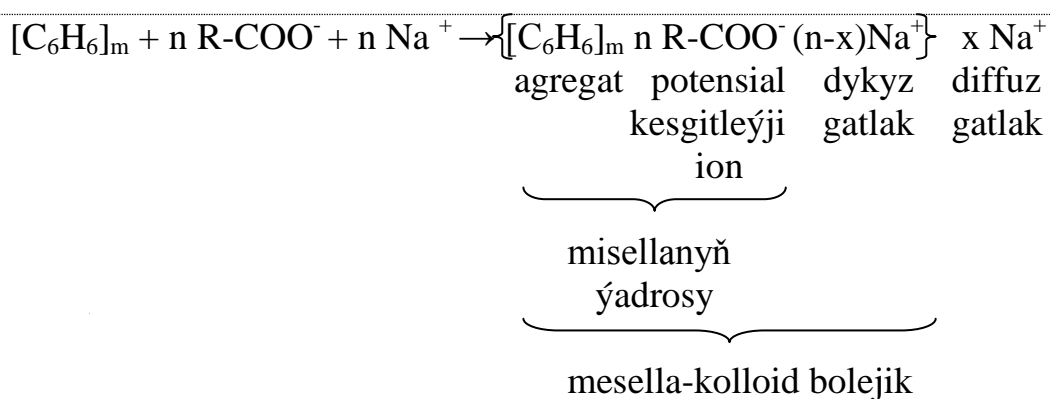 [C₆H₆]ₘ + n R-COO⁻ + n Na⁺ → {[C₆H₆]ₘ n R-COO⁻ (n-x)Na⁺} x Na⁺
agregat potensial dykyz diffuz
kesgitleýji gatlak gatlak
ion
misellanyň
ýadrosy
mesella-kolloid bolejik